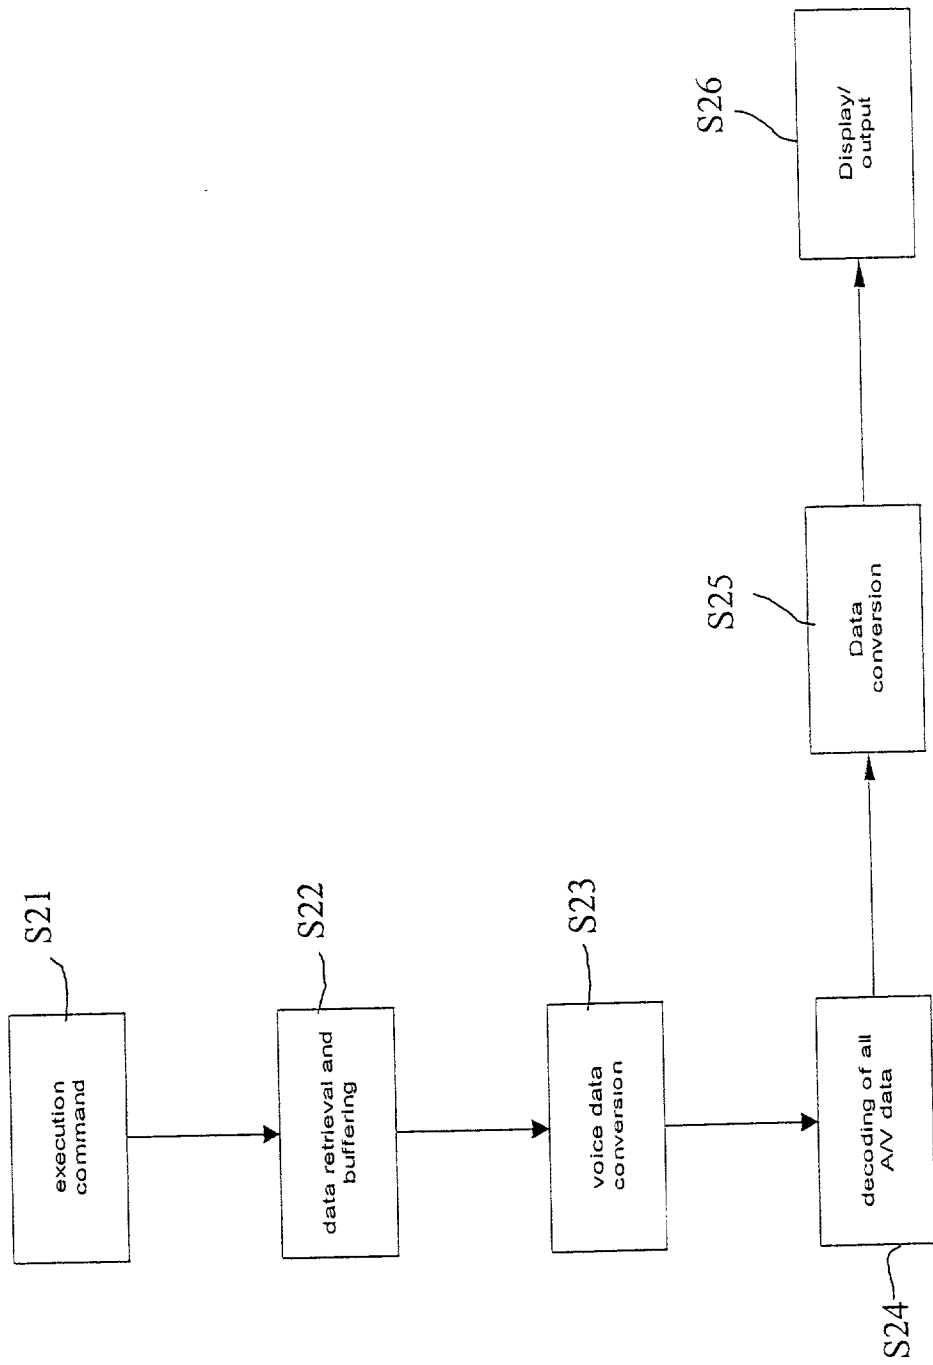 S21
execution
command
S22
data retrieval and
buffering
S23
voice data
conversion
S24
decoding of all
A/V data
S25
Data
conversion
S26
Display/
output